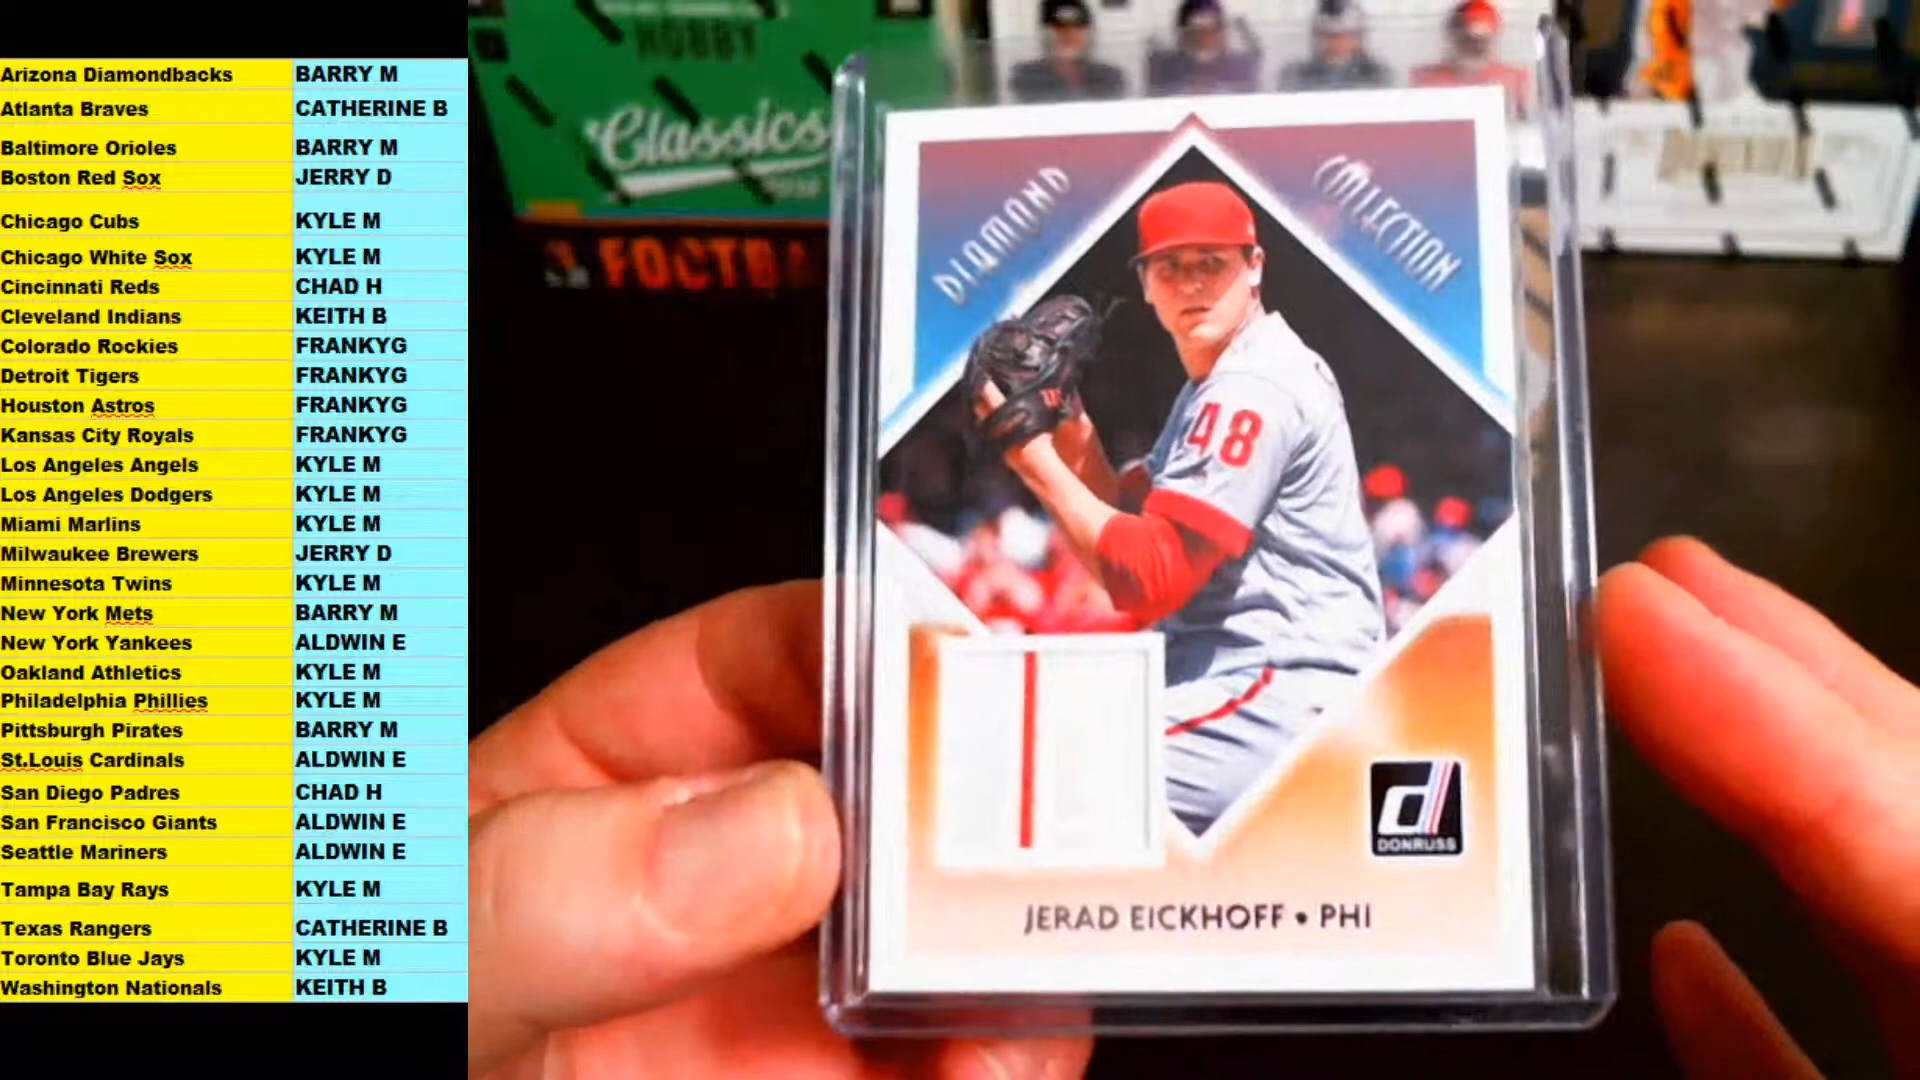 Arizona Diamondbacks BARRY M
Atlanta Braves CATHERINE B
Baltimore Orioles BARRY M
Boston Red Sox JERRY D
Chicago Cubs KYLE M
Chicago White Sox KYLE M
Cincinnati Reds CHAD H
Cleveland Indians KEITH B
Colorado Rockies FRANKYG
Detroit Tigers FRANKYG
Houston Astros FRANKYG
Kansas City Royals FRANKYG
Los Angeles Angels KYLE M
Los Angeles Dodgers KYLE M
Miami Marlins KYLE M
Milwaukee Brewers JERRY D
Minnesota Twins KYLE M
New York Mets BARRY M
New York Yankees ALDWIN E
Oakland Athletics KYLE M
Philadelphia Phillies KYLE M
Pittsburgh Pirates BARRY M
St.Louis Cardinals ALDWIN E
San Diego Padres CHAD H
San Francisco Giants ALDWIN E
Seattle Mariners ALDWIN E
Tampa Bay Rays KYLE M
Texas Rangers CATHERINE B
Toronto Blue Jays KYLE M
Washington Nationals KEITH B
HOBBY
Classics
DIAMOND COLLECTION
48
DONRUSS
JERAD EICKHOFF • PHI